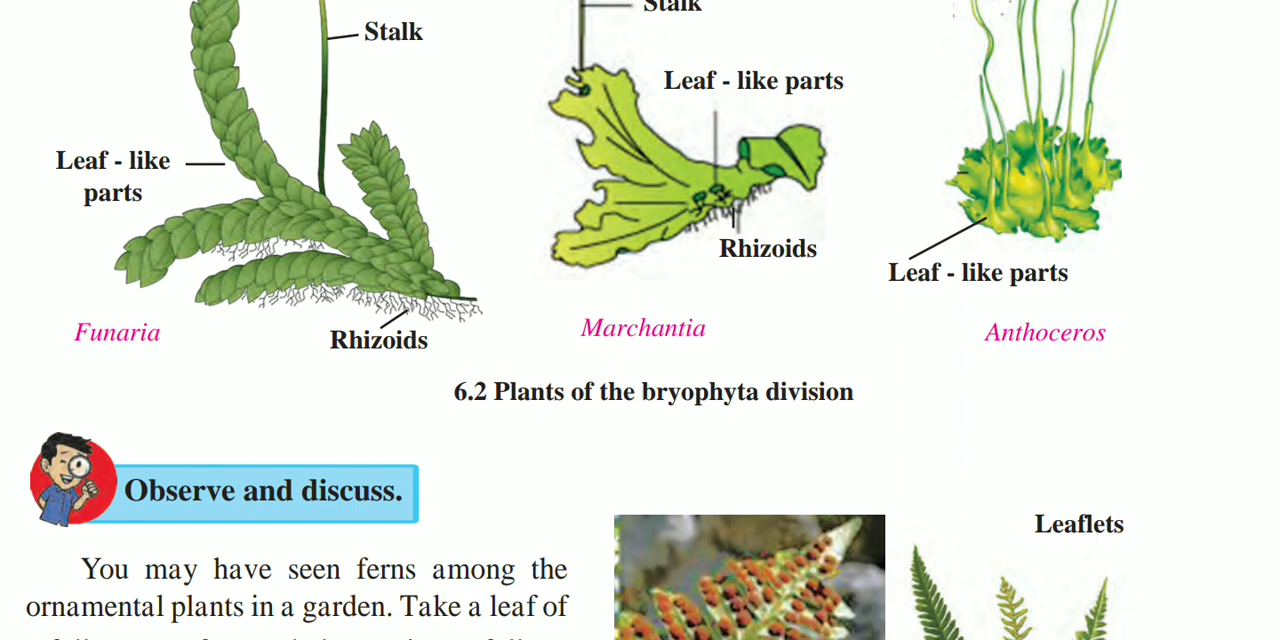 Stalk
Stalk
Leaf - like parts
Leaf - like
parts
Rhizoids
Leaf - like parts
Rhizoids
Funaria
Marchantia
Anthoceros
6.2 Plants of the bryophyta division
Observe and discuss.
Leaflets
You may have seen ferns among the
ornamental plants in a garden. Take a leaf of